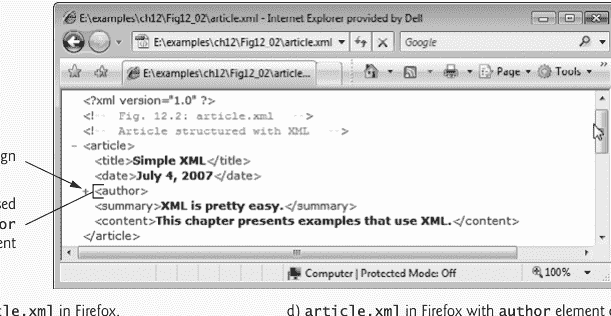 E:\examples\ch12\Fig12_02\article.xml - Internet Explorer provided by Dell
E:\examples\ch12\Fig12_02\article.xml
Google
E:\examples\ch12\Fig12_02\article...
Page
Tools
<?xml version="1.0" ?>
<!-- Fig. 12.2: article.xml -->
<!-- Article structured with XML -->
- <article>
<title>Simple XML</title>
<date>July 4, 2007</date>
+ <author>
<summary>XML is pretty easy.</summary>
<content>This chapter presents examples that use XML.</content>
</article>
Computer | Protected Mode: Off
100%
d) article.xml in Firefox with author element
cle.xml in Firefox.